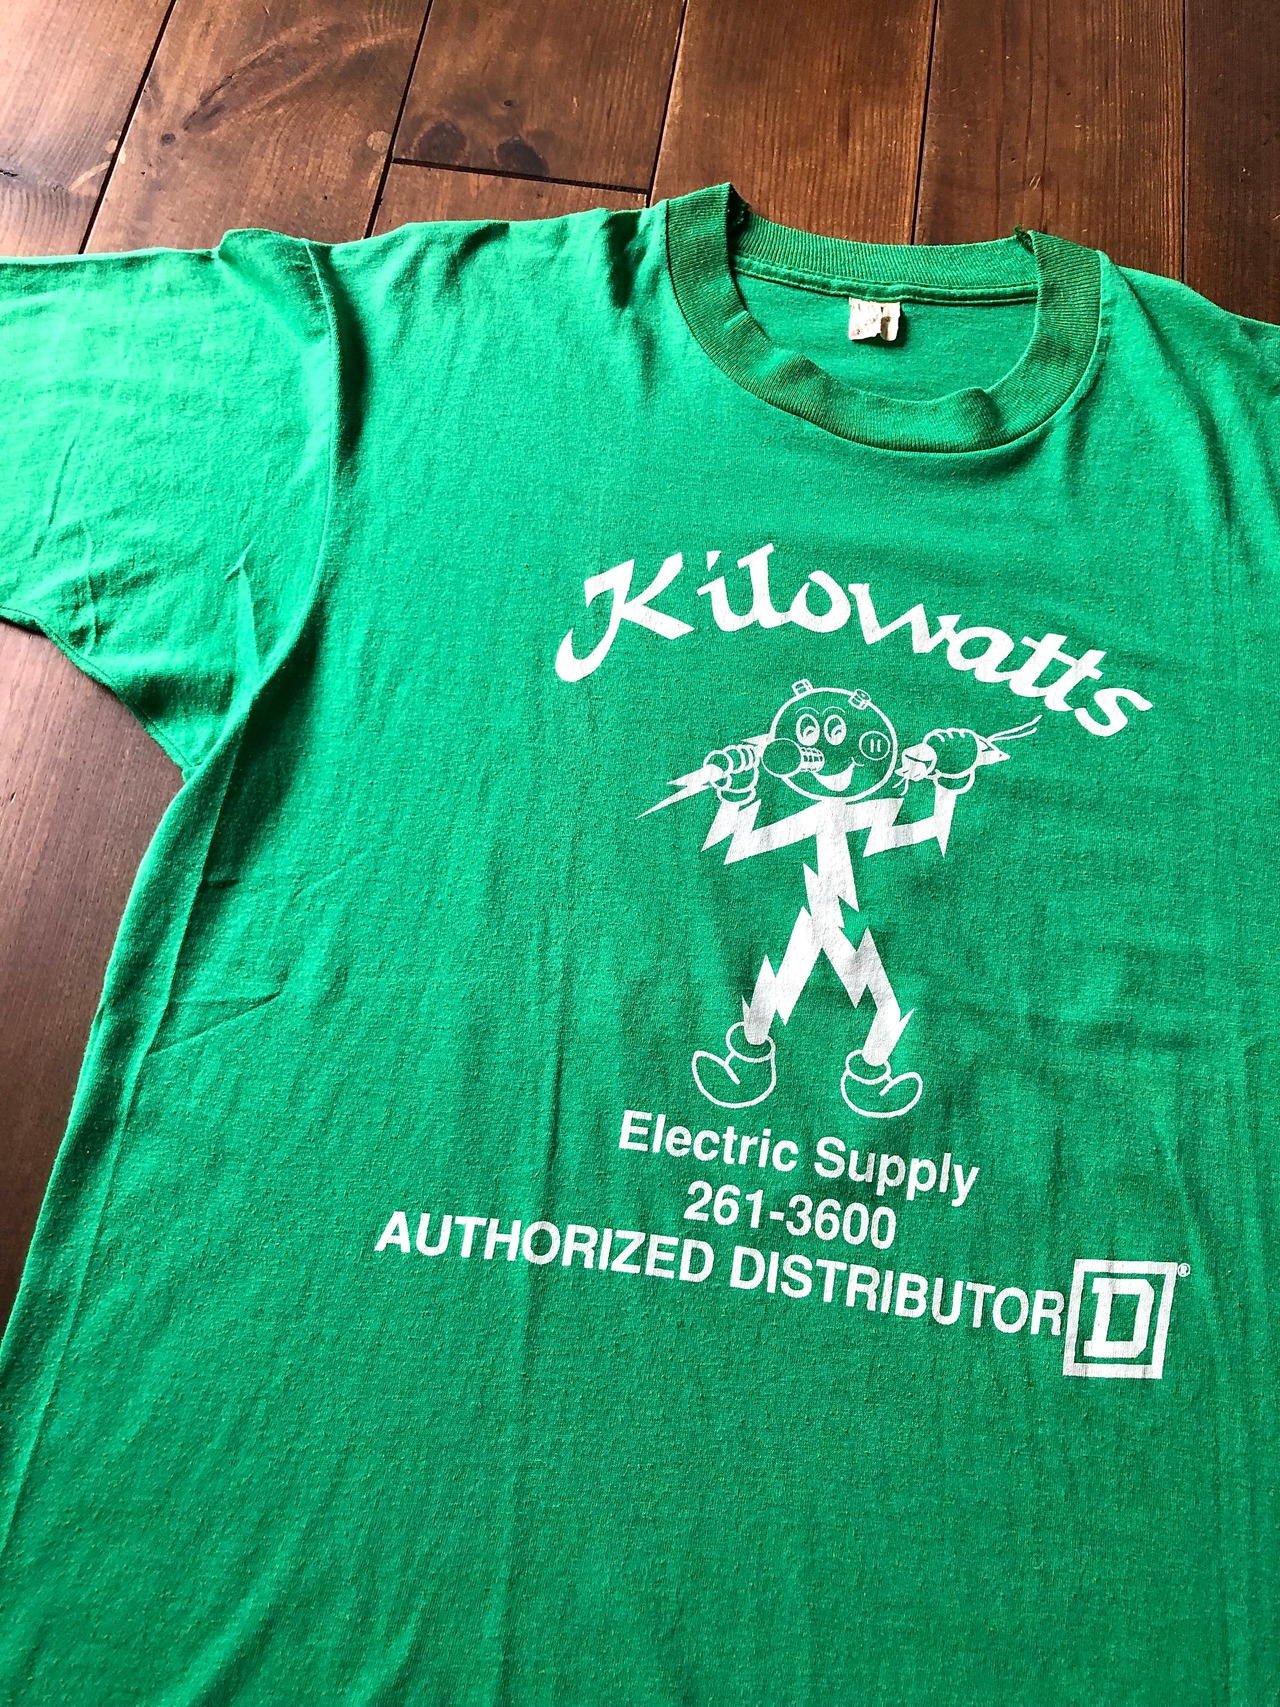 Kilowatts
Electric Supply
261-3600
AUTHORIZED DISTRIBUTOR D®